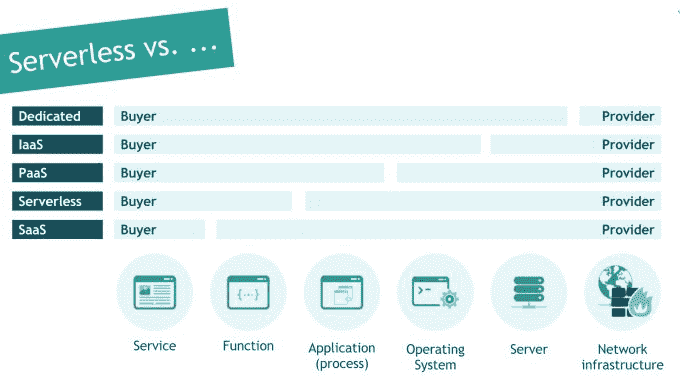 Serverless vs. ...
Dedicated Buyer Provider
IaaS Buyer Provider
PaaS Buyer Provider
Serverless Buyer Provider
SaaS Buyer Provider
Service Function Application (process) Operating System Server Network infrastructure